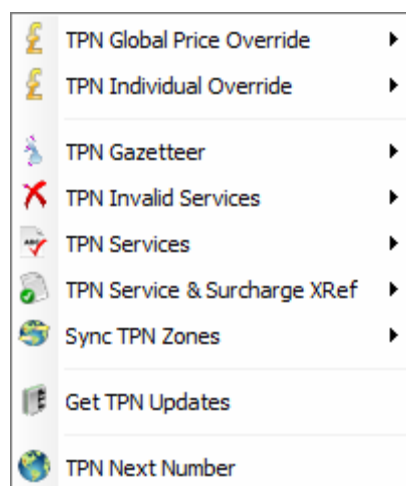 TPN Global Price Override
TPN Individual Override
TPN Gazetteer
TPN Invalid Services
TPN Services
TPN Service & Surcharge XRef
Sync TPN Zones
Get TPN Updates
TPN Next Number